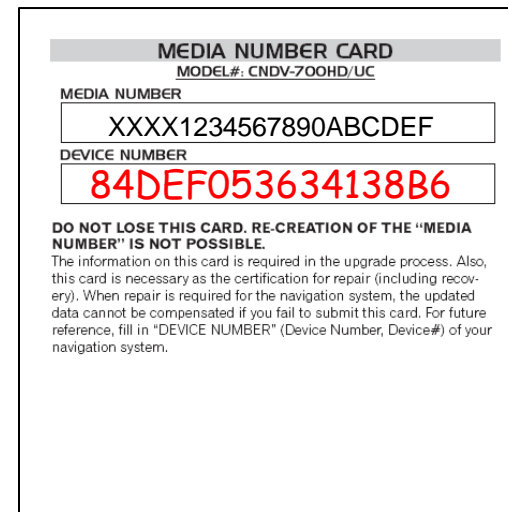 MEDIA NUMBER CARD
MODEL#: CNDV-700HD/UC
MEDIA NUMBER
XXXX1234567890ABCDEF
DEVICE NUMBER
84DEF053634138B6
DO NOT LOSE THIS CARD. RE-CREATION OF THE “MEDIA
NUMBER” IS NOT POSSIBLE.
The information on this card is required in the upgrade process. Also,
this card is necessary as the certification for repair (including recov-
ery). When repair is required for the navigation system, the updated
data cannot be compensated if you fail to submit this card. For future
reference, fill in “DEVICE NUMBER” (Device Number, Device#) of your
navigation system.